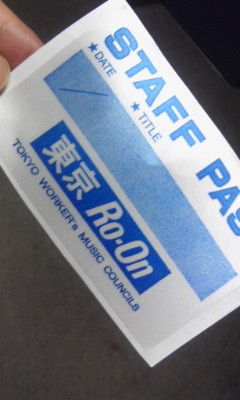 STAFF PAS
★DATE
/
★TITLE
東京 Ro-On
TOKYO WORKER's MUSIC COUNCILS